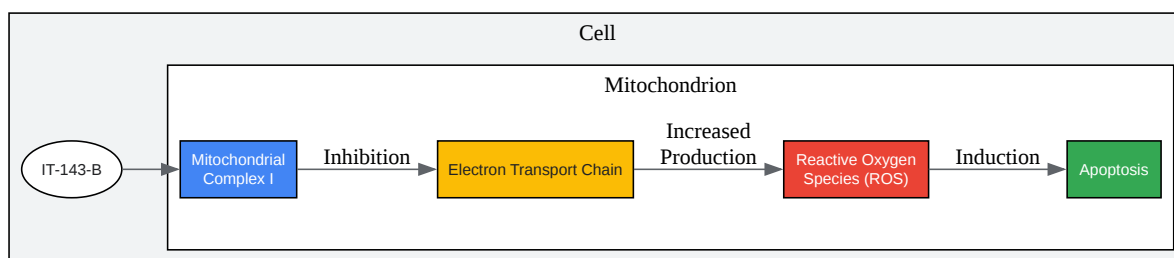 Cell
Mitochondrion
IT-143-B
Mitochondrial
Complex I
Inhibition
Electron Transport Chain
Increased
Production
Reactive Oxygen
Species (ROS)
Induction
Apoptosis